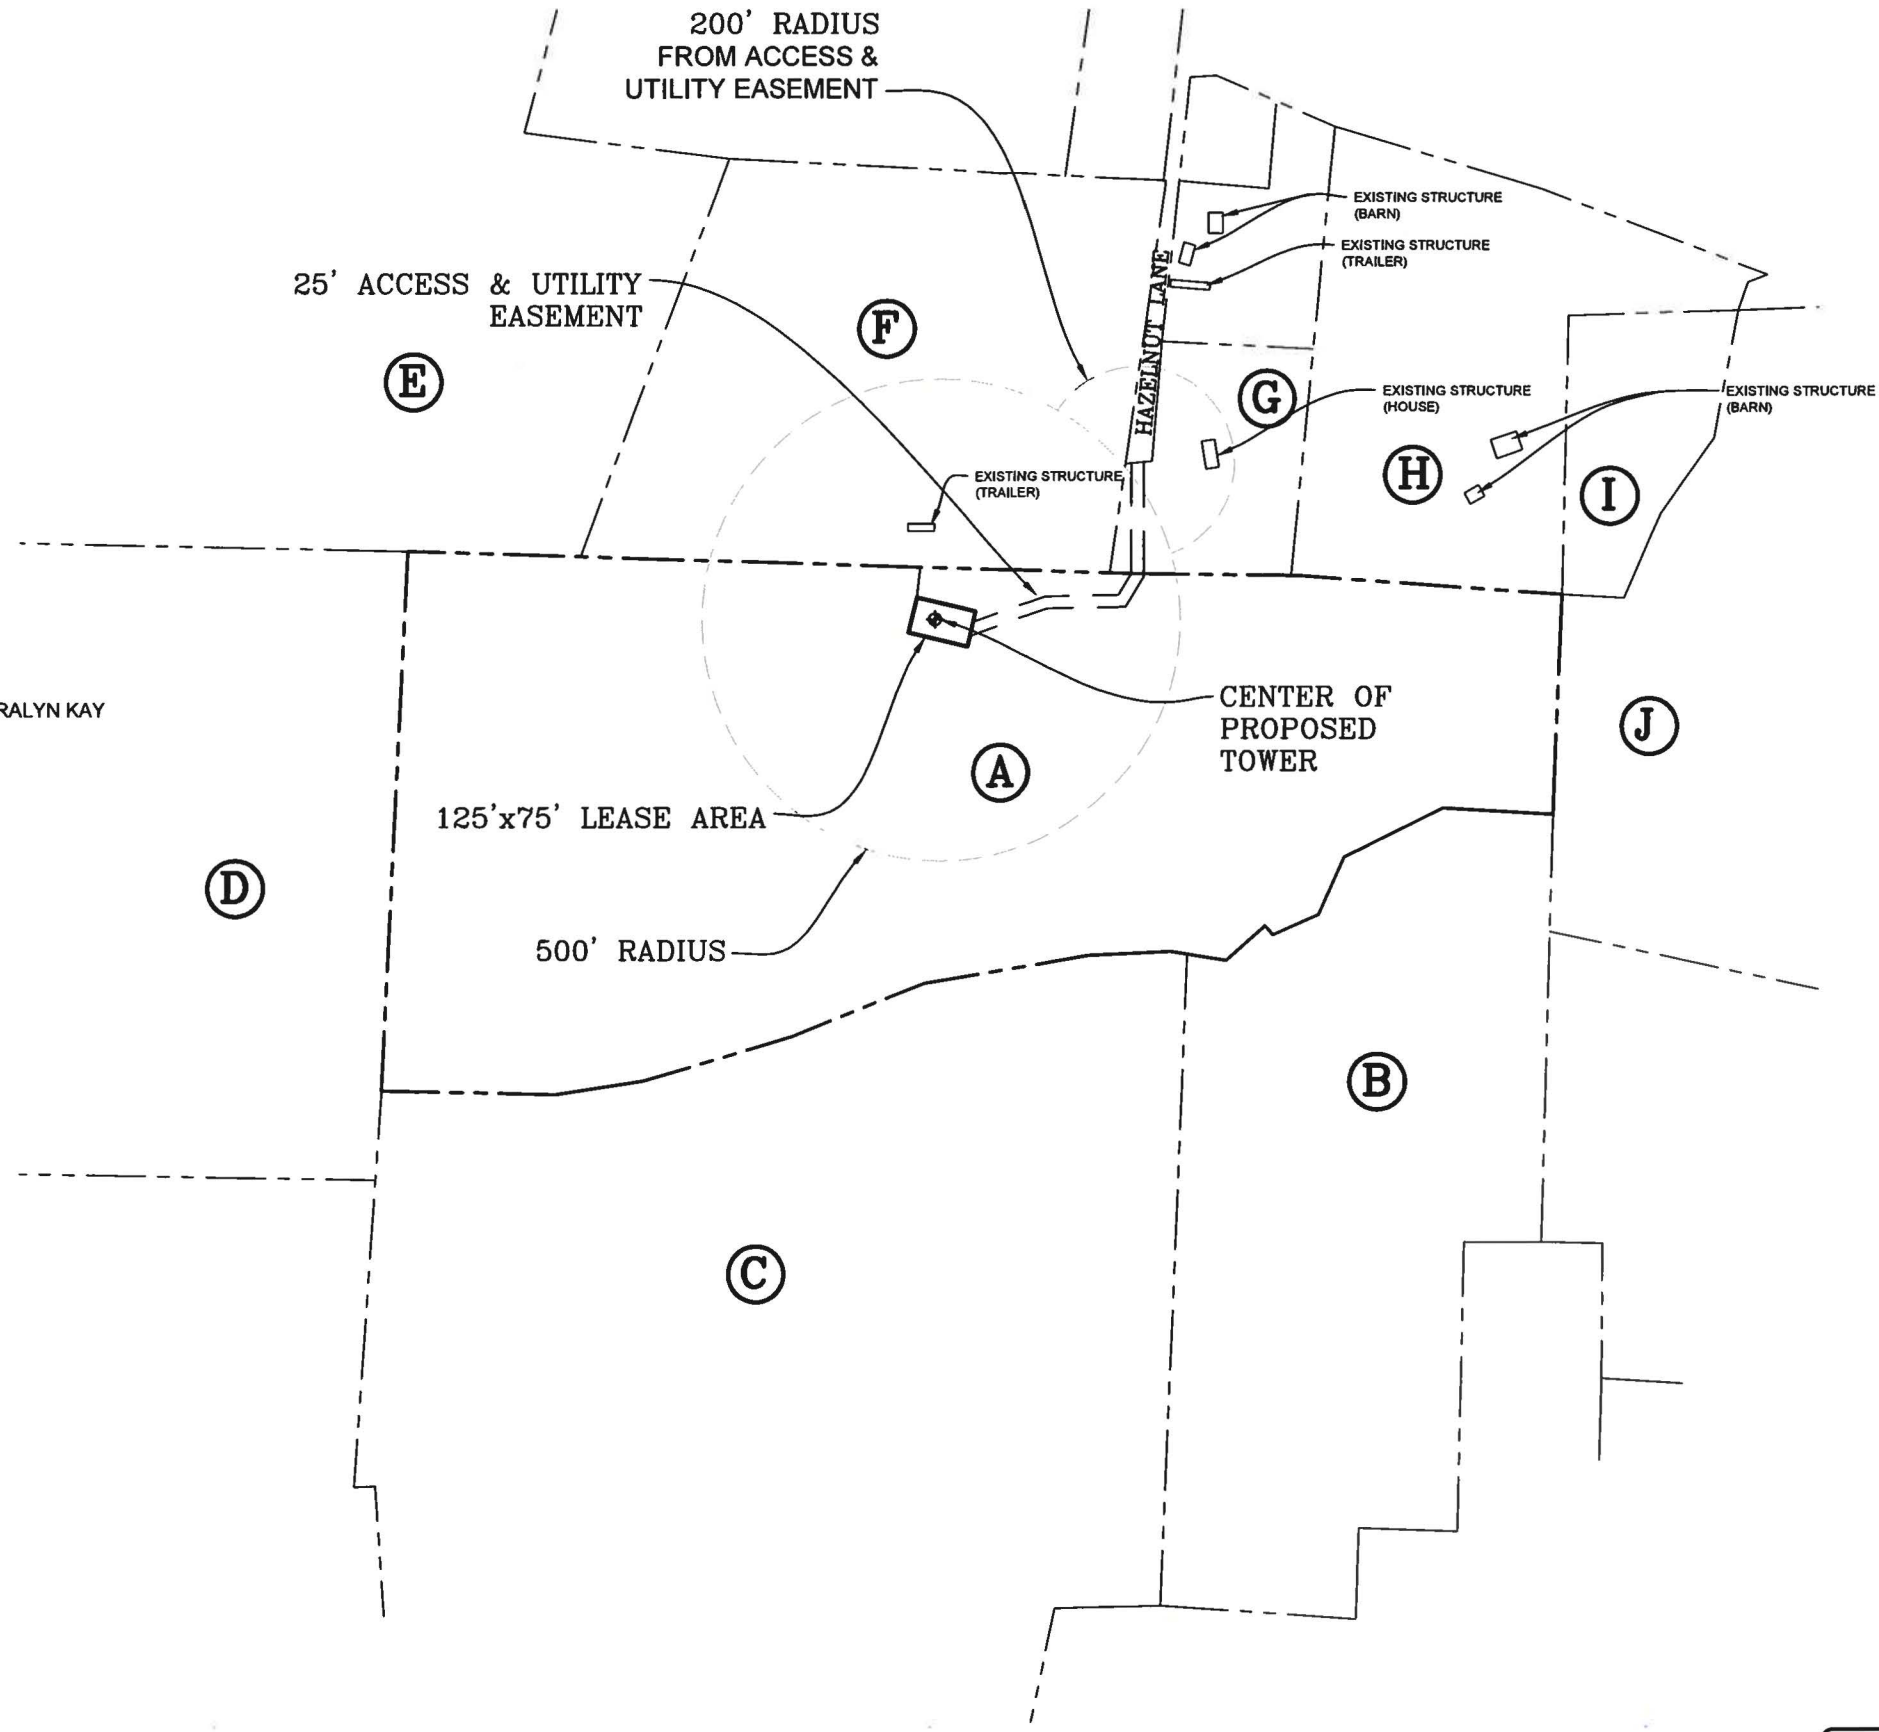 200' RADIUS
FROM ACCESS &
UTILITY EASEMENT
EXISTING STRUCTURE
(BARN)
EXISTING STRUCTURE
(TRAILER)
25' ACCESS & UTILITY
EASEMENT
HAZELNUT LANE
F
E
G
EXISTING STRUCTURE
(HOUSE)
EXISTING STRUCTURE
(BARN)
H
I
EXISTING STRUCTURE
(TRAILER)
RALYN KAY
CENTER OF
PROPOSED
TOWER
J
A
125'x75' LEASE AREA
D
500' RADIUS
B
C